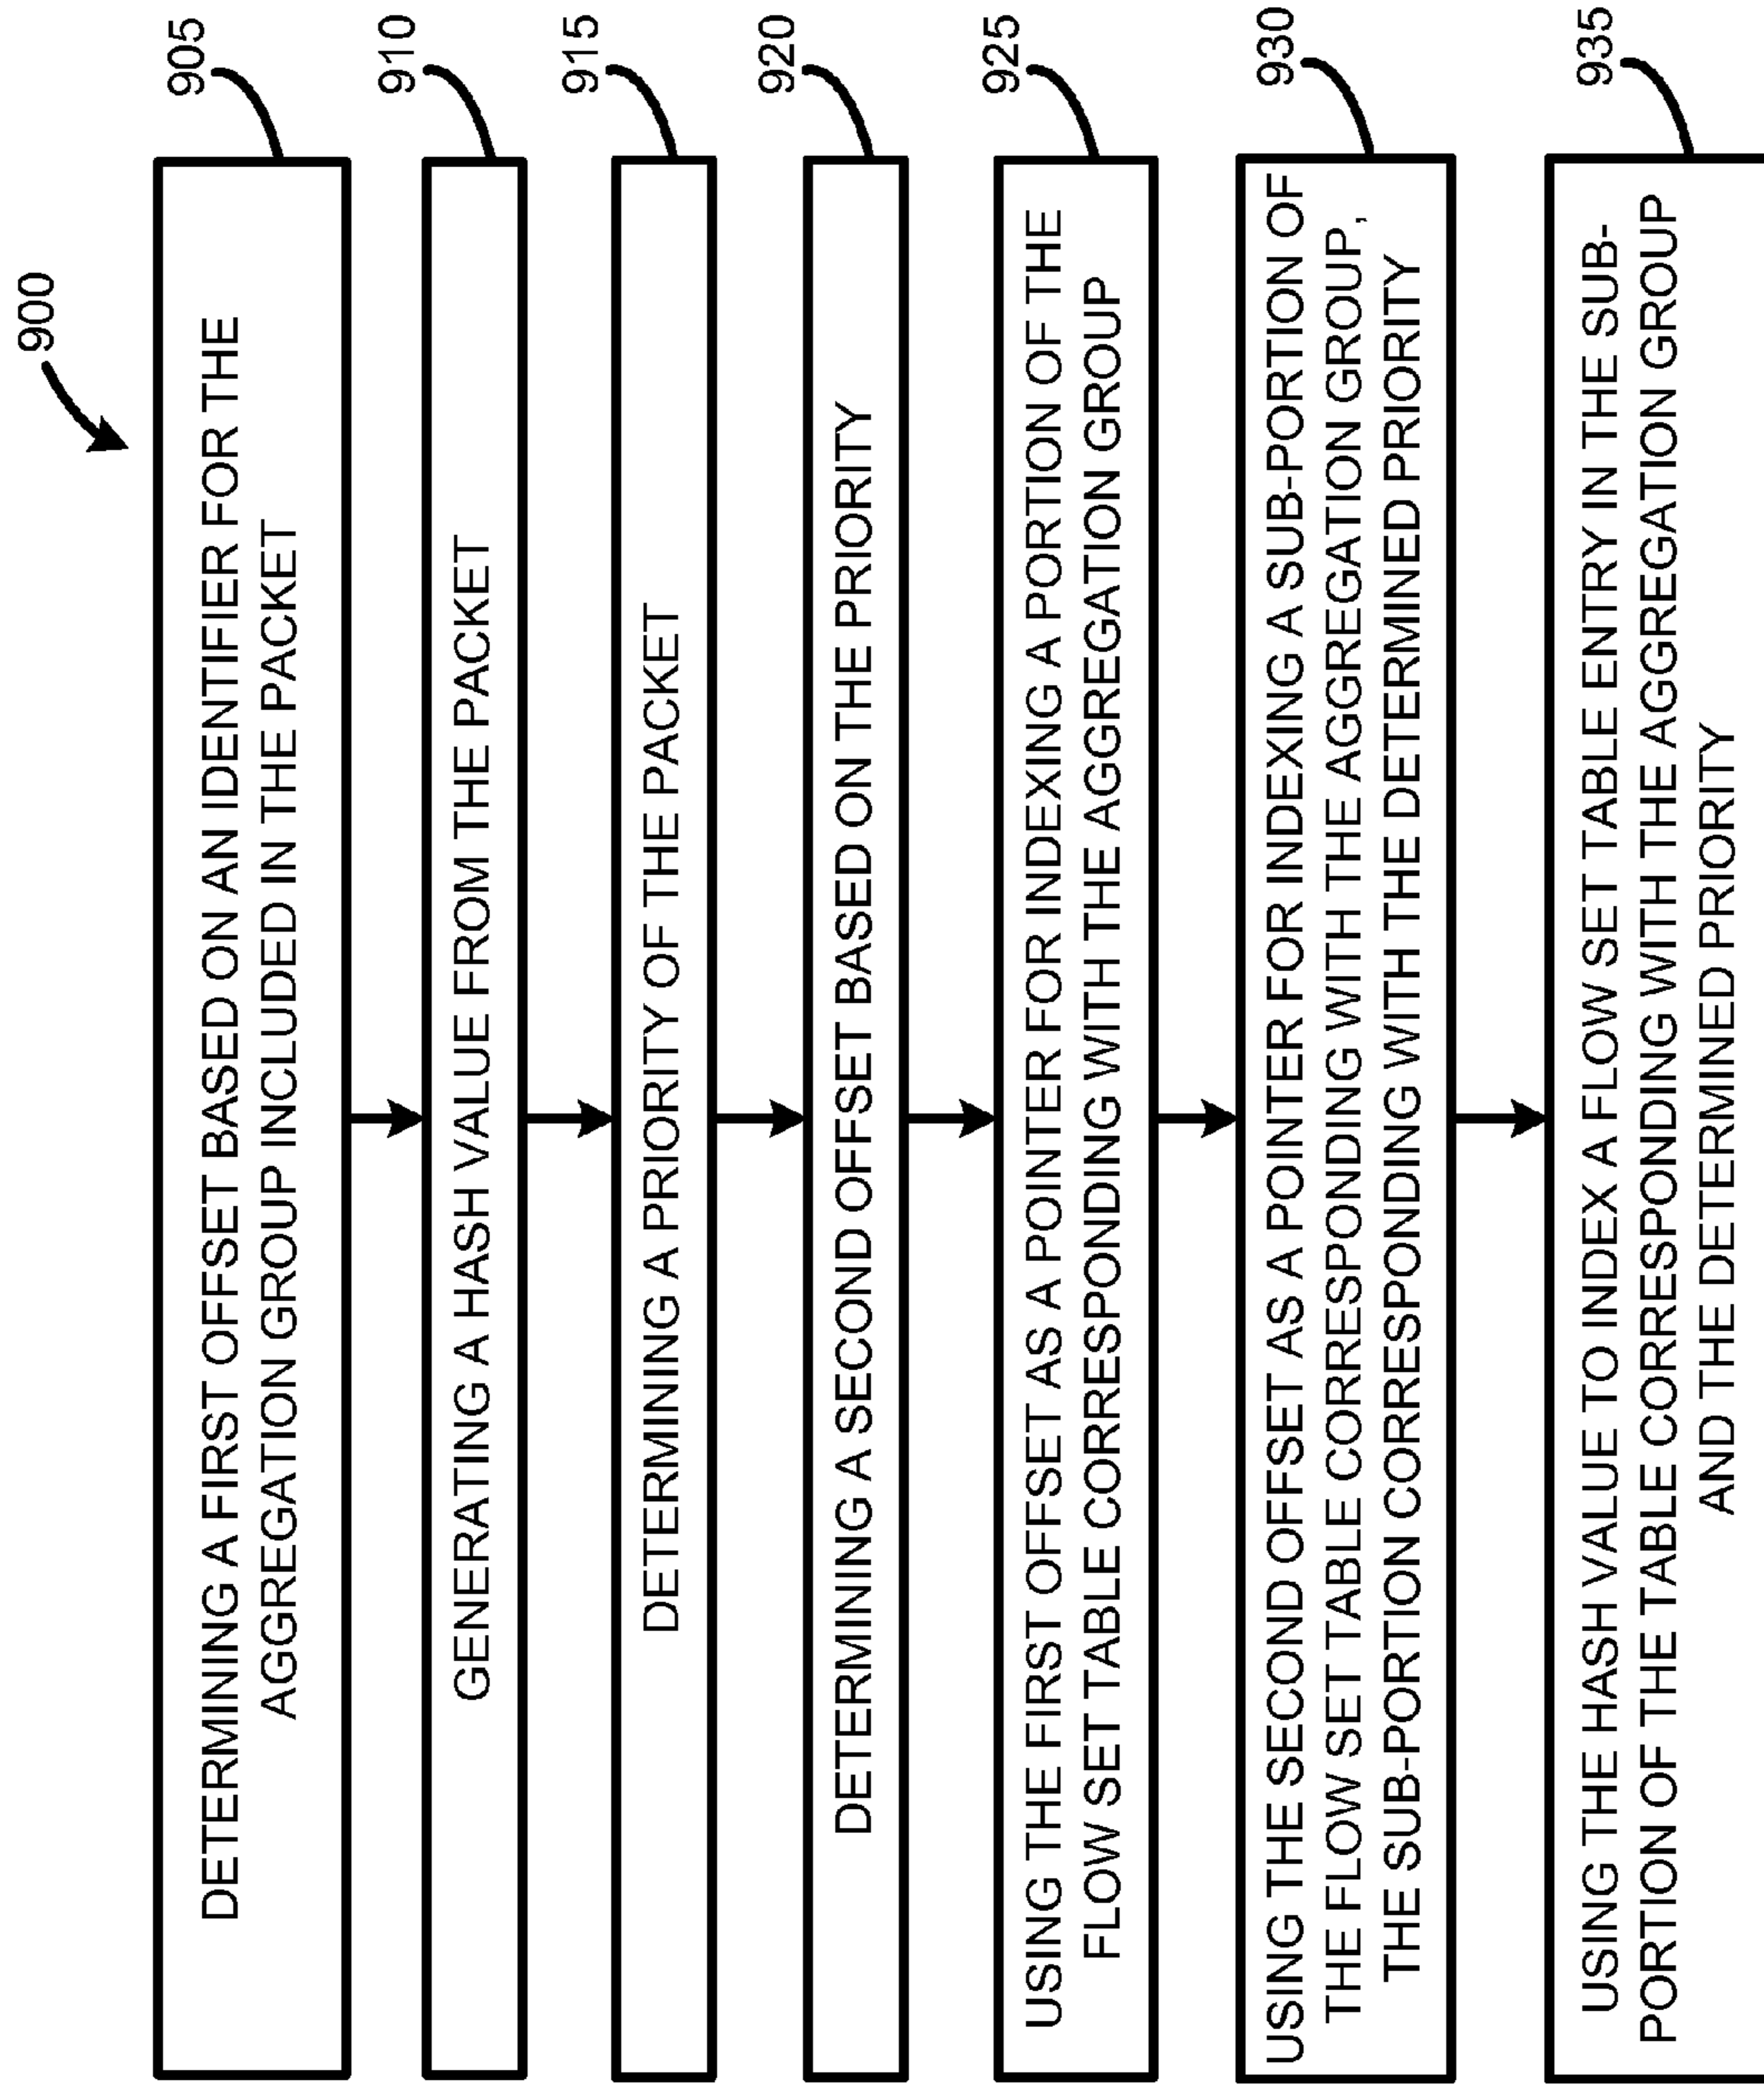 900
905
DETERMINING A FIRST OFFSET BASED ON AN IDENTIFIER FOR THE
AGGREGATION GROUP INCLUDED IN THE PACKET
910
GENERATING A HASH VALUE FROM THE PACKET
915
DETERMINING A PRIORITY OF THE PACKET
920
DETERMINING A SECOND OFFSET BASED ON THE PRIORITY
925
USING THE FIRST OFFSET AS A POINTER FOR INDEXING A PORTION OF THE
FLOW SET TABLE CORRESPONDING WITH THE AGGREGATION GROUP
930
USING THE SECOND OFFSET AS A POINTER FOR INDEXING A SUB-PORTION OF
THE FLOW SET TABLE CORRESPONDING WITH THE AGGREGATION GROUP,
THE SUB-PORTION CORRESPONDING WITH THE DETERMINED PRIORITY
935
USING THE HASH VALUE TO INDEX A FLOW SET TABLE ENTRY IN THE SUB-
PORTION OF THE TABLE CORRESPONDING WITH THE AGGREGATION GROUP
AND THE DETERMINED PRIORITY